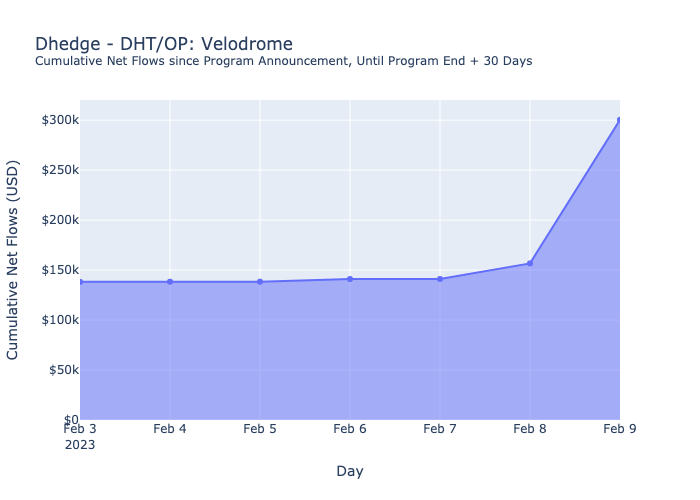 Dhedge - DHT/OP: Velodrome
Cumulative Net Flows since Program Announcement, Until Program End + 30 Days
Cumulative Net Flows (USD)
$300k
$250k
$200k
$150k
$100k
$50k
$0
Feb 3 Feb 4 Feb 5 Feb 6 Feb 7 Feb 8 Feb 9
2023
Day